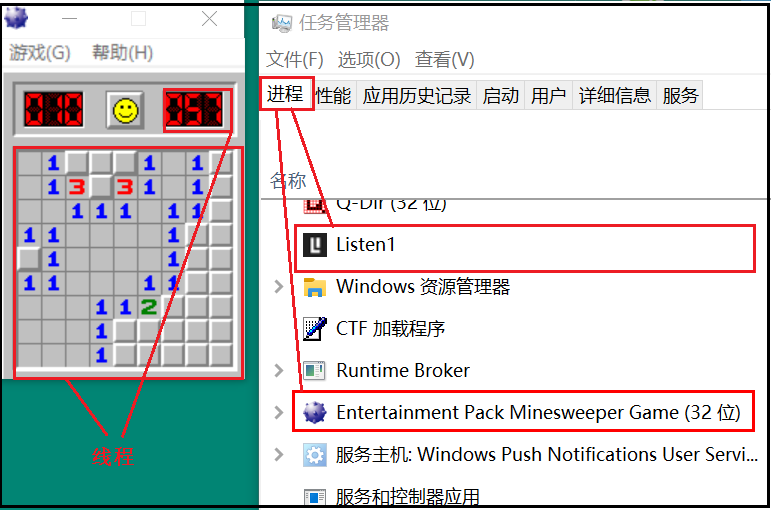 游戏(G) 帮助(H)
1 1 1
1 3 3 1 1
1 1 1 1 1
1 1 1
1 1
1 1 1 1
1 1 2
1
1
线程
任务管理器
文件(F) 选项(O) 查看(V)
进程 性能 应用历史记录 启动 用户 详细信息 服务
名称
Q-Dir (32 位)
Listen1
Windows 资源管理器
CTF 加载程序
Runtime Broker
Entertainment Pack Minesweeper Game (32 位)
服务主机: Windows Push Notifications User Servi...
服务和控制器应用